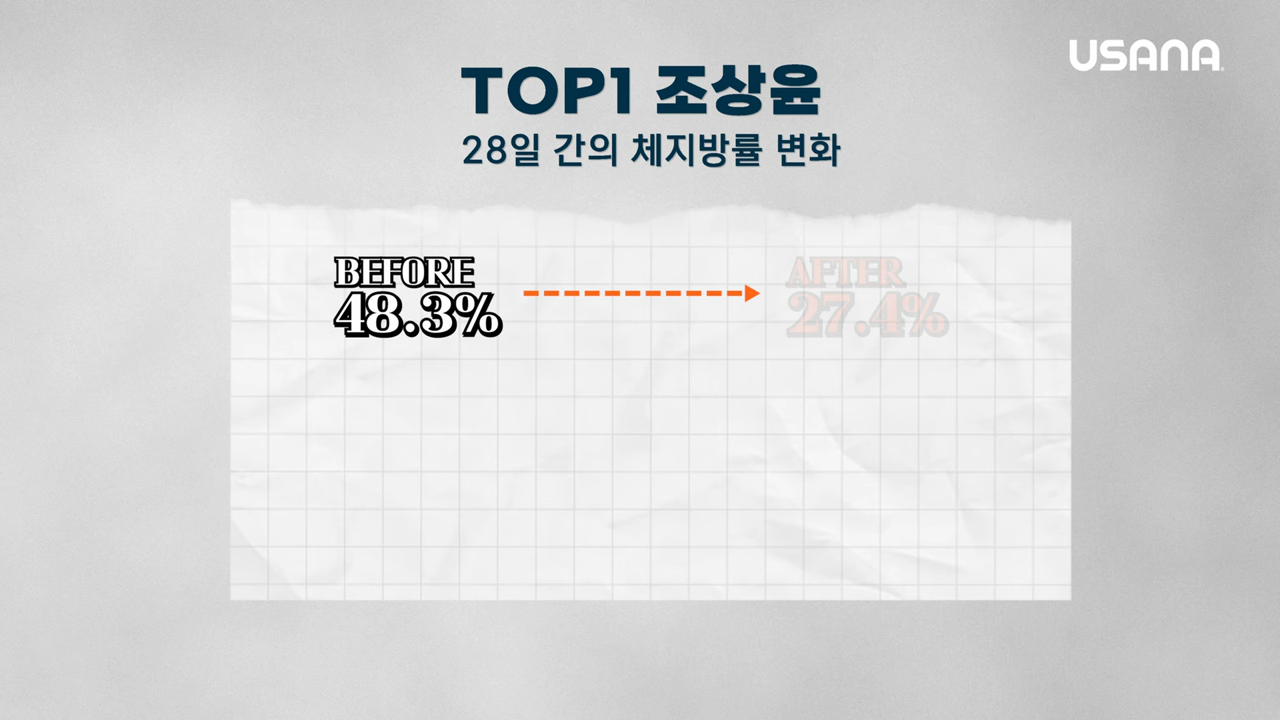 USANA
TOP1 조상윤
28일 간의 체지방률 변화
BEFORE
48.3%
AFTER
27.4%